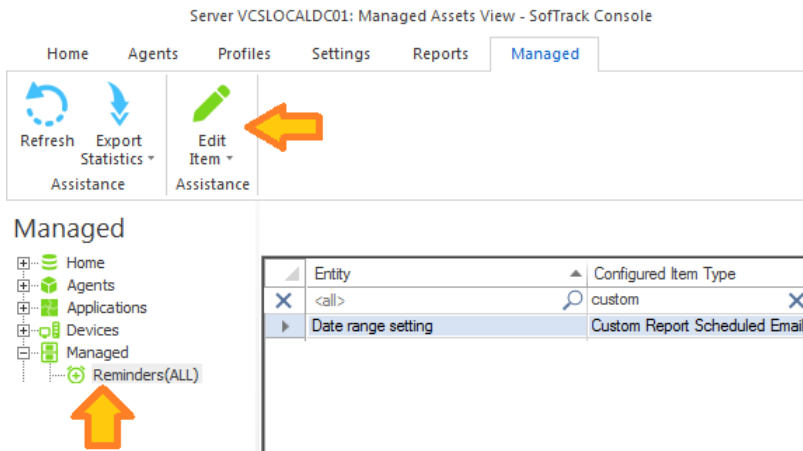 Server VCSLOCALDC01: Managed Assets View - SofTrack Console
Home Agents Profiles Settings Reports Managed
Refresh Export Statistics Edit Item
Assistance Assistance
Managed
Home
Agents
Applications
Devices
Managed
Reminders(ALL)
Entity Configured Item Type
<all> custom
Date range setting Custom Report Scheduled Email